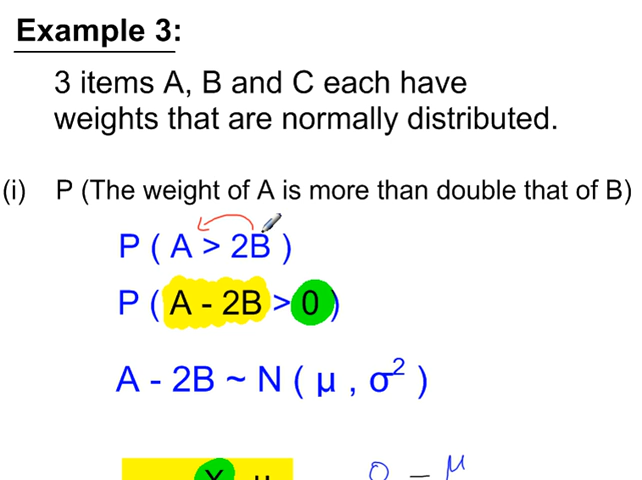 Example 3:
3 items A, B and C each have
weights that are normally distributed.
(i) P (The weight of A is more than double that of B)
P ( A > 2B )
P ( A - 2B > 0 )
A - 2B ~ N ( μ , σ² )
0 - μ